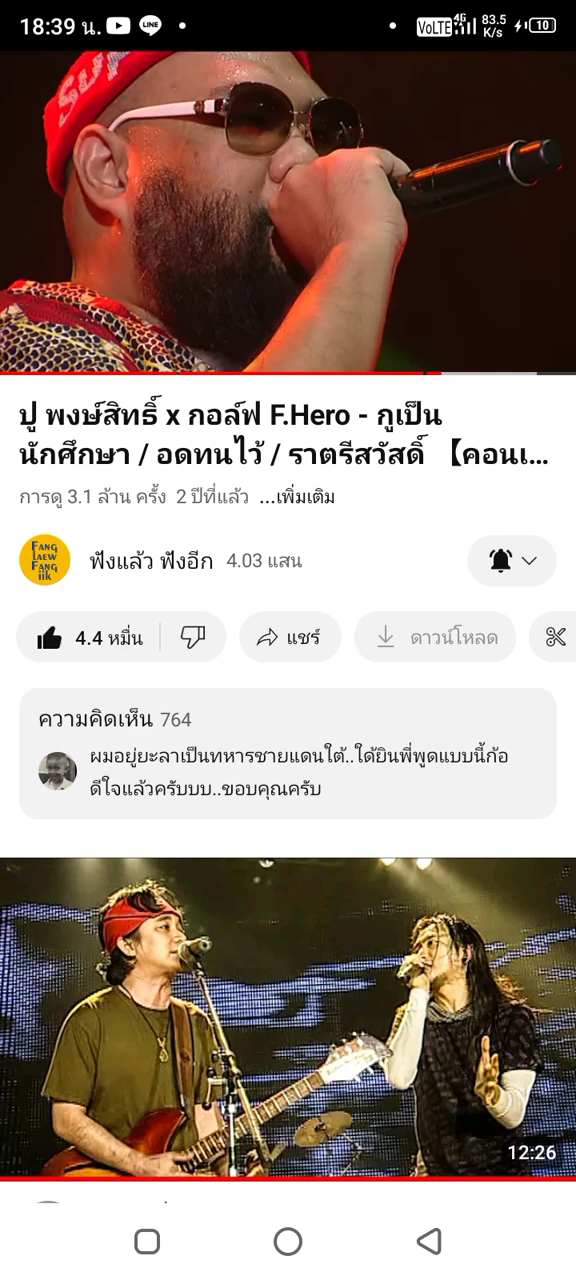 18:39 น.
LINE
VoLTE 4G 83.5 K/s 10
SUP
ปู พงษ์สิทธิ์ x กอล์ฟ F.Hero - กูเป็น
นักศึกษา / อดทนไว้ / ราตรีสวัสดิ์ 【คอนเ...
การดู 3.1 ล้าน ครั้ง 2 ปีที่แล้ว ...เพิ่มเติม
FANG
LAEW
FANG
iik
ฟังแล้ว ฟังอีก 4.03 แสน
4.4 หมื่น
แชร์
ดาวน์โหลด
ความคิดเห็น 764
ผมอยู่ยะลาเป็นทหารชายแดนใต้..ใด้ยินพี่พูดแบบนี้ก้อ
ดีใจแล้วครับบบ..ขอบคุณครับ
12:26